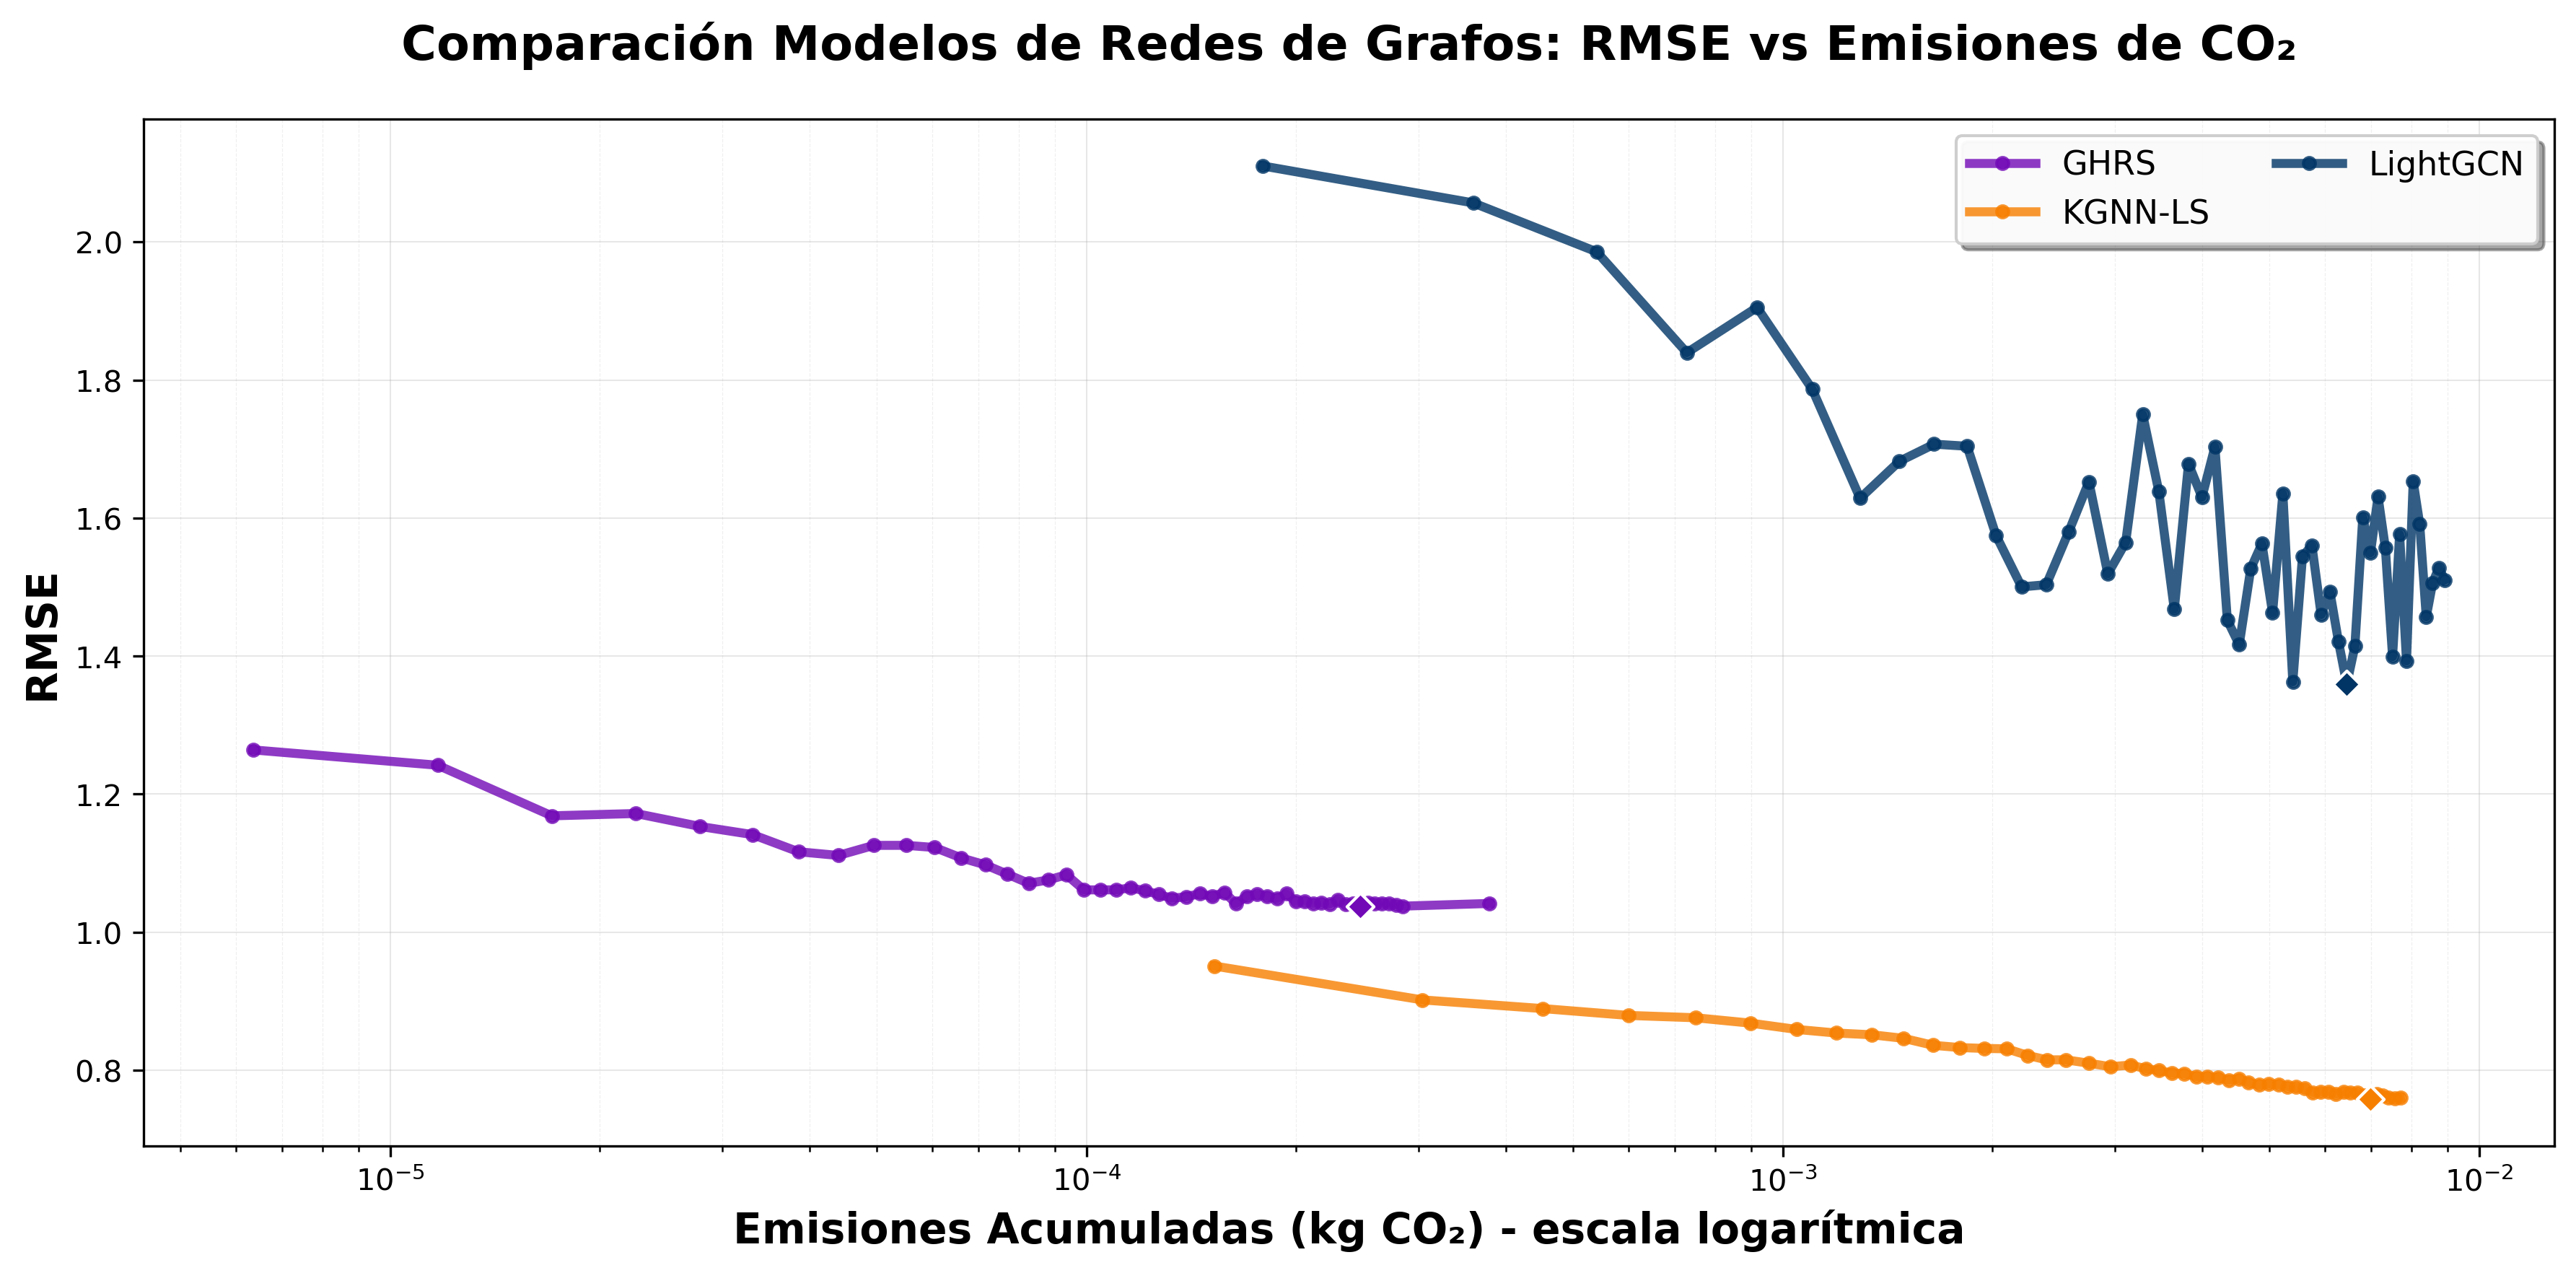 Comparación Modelos de Redes de Grafos: RMSE vs Emisiones de CO₂
GHRS
KGNN-LS
LightGCN
RMSE
2.0
1.8
1.6
1.4
1.2
1.0
0.8
10⁻⁵
10⁻⁴
10⁻³
10⁻²
Emisiones Acumuladas (kg CO₂) - escala logarítmica